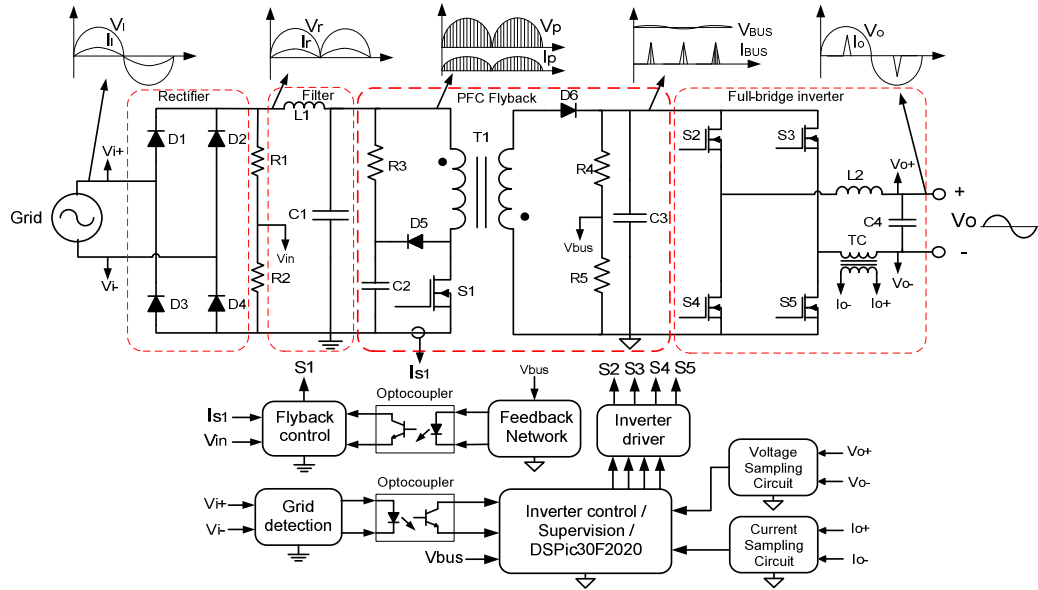 VI
II
Vr
Ir
Vp
Ip
VBUS
IBUS
Vo
Io
Rectifier
Filter
PFC Flyback
Full-bridge inverter
L1
D6
D1
D2
S2
S3
Vi+
R1
R3
T1
R4
L2
Vo+
+
Grid
C1
D5
C3
C4
Vo
Vin
Vbus
TC
-
Vi-
R2
C2
S1
R5
Vo-
D3
D4
S4
S5
Io-
Io+
Is1
S1
Vbus
S2 S3 S4 S5
Optocoupler
Is1
Vin
Flyback
control
Feedback
Network
Inverter
driver
Voltage
Sampling
Circuit
Vo+
Vo-
Optocoupler
Vi+
Vi-
Grid
detection
Inverter control /
Supervision /
DSPic30F2020
Vbus
Current
Sampling
Circuit
Io+
Io-